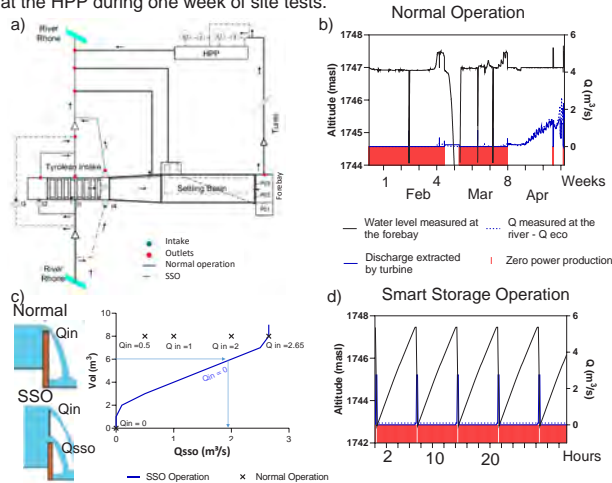 at the HPP during one week of site tests.
a)
River
Rhone
HPP
Tyrolean Intake
Settling Basin
Forebay
River
Rhone
Intake
Outlets
Normal operation
SSO
b)
Normal Operation
1748
1747
1746
1745
1744
Altitude (masl)
6
4
2
0
Q (m³/s)
1 4 8 Weeks
Feb Mar Apr
Water level measured at
the forebay
Q measured at the
river - Q eco
Discharge extracted
by turbine
Zero power production
c)
Normal
Qin
SSO
Qin
Qsso
10
8
6
4
2
0
Vol (m³)
Qin =0.5
Q in =1
Q in =2
Q in =2.65
Qin = 0
Qin = 0
0 1 2 3
Qsso (m³/s)
SSO Operation
Normal Operation
d)
Smart Storage Operation
1748
1746
1744
1742
Altitude (masl)
6
5
4
3
2
1
0
Q (m³/s)
2 10 20 Hours